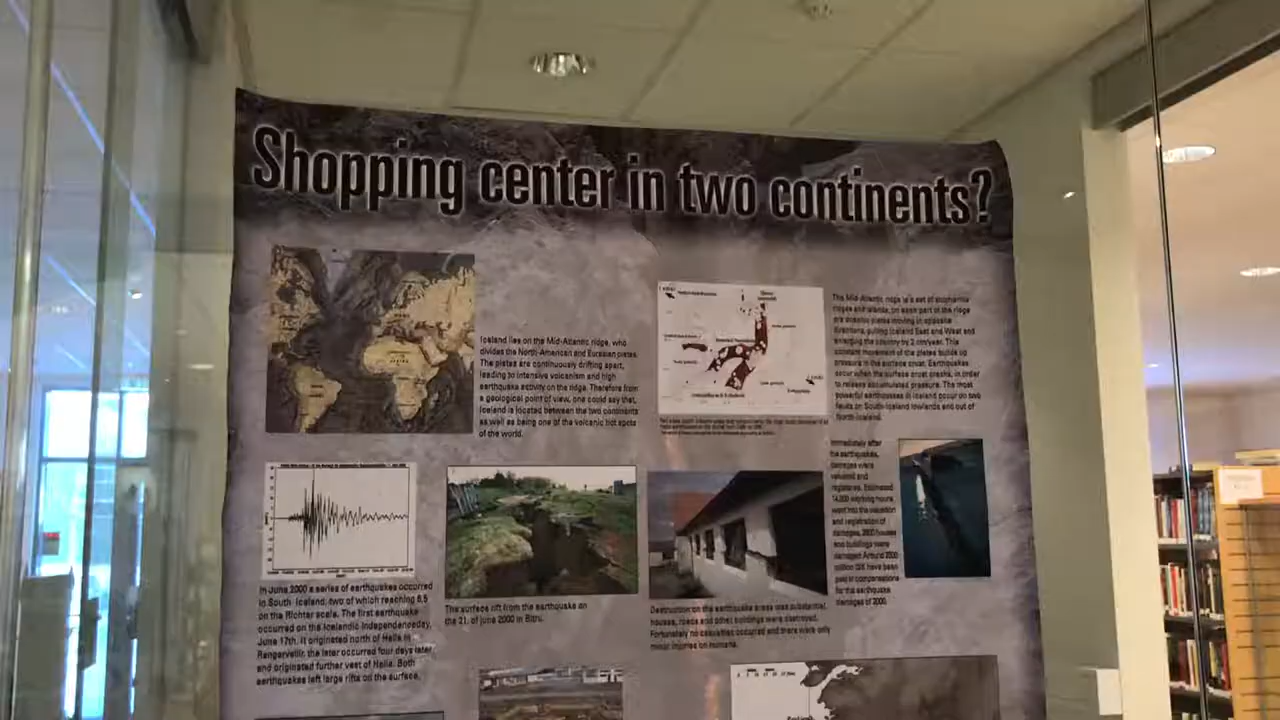 Shopping center in two continents?
Iceland lies on the Mid-Atlantic ridge, who
divides the North-American and Eurasian plates.
The plates are continuously drifting apart,
leading to intensive volcanism and high
earthquake activity on the ridge. Therefore from
a geological point of view, one could say that,
Iceland is located between the two continents
as well as being one of the volcanic hot spots
of the world.
The Mid-Atlantic ridge is a set of
ridges and islands, on each part of the ridge
are oceanic plates moving in opposite
directions, pulling Iceland East and West and
enlarging the country by 2 cm/year. This
constant movement of the plates builds up
pressure in the surface crust. Earthquakes
occur when the surface crust cracks, in order
to release accumulated pressure. The most
powerful earthquakes in Iceland occur on two
faults on South-Iceland lowlands and out of
North-Iceland.
Immediately after
the earthquakes,
damages were
valuated and
registered. Estimated
14,000 working hours
went into the valuation
and registration of
damages, 2000 houses
and buildings were
damaged. Around 2000
million ISK have been
paid in compensations
for the earthquake
damages of 2000.
In June 2000 a series of earthquakes occurred
in South-Iceland, two of which reaching 6.5
on the Richter scale. The first earthquake
occurred on the Icelandic Independenceday,
June 17th. It originated north of Hella in
Rangarvellir, the later occurred four days later
and originated further vest of Hella. Both
earthquakes left large rifts on the surface.
The surface rift from the earthquake on
the 21. of june 2000 in Bitru.
Destruction on the earthquake areas was substantial,
houses, roads and other buildings were destroyed.
Fortunately no casualties occurred and there were only
minor injuries on humans.